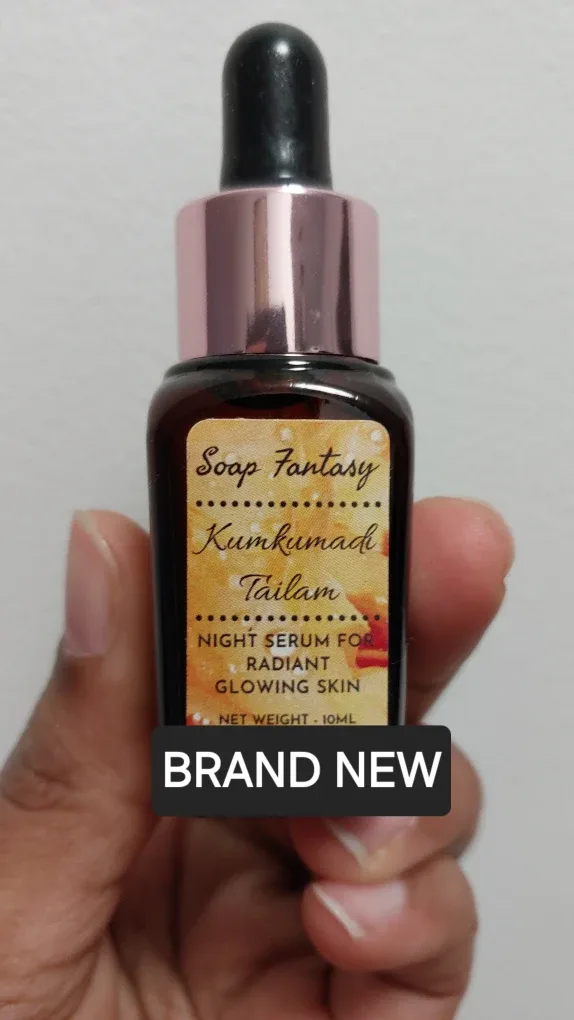 Soap Fantasy
Kumkumadi
Tailam
NIGHT SERUM FOR
RADIANT
GLOWING SKIN
NET WEIGHT - 10ML
BRAND NEW